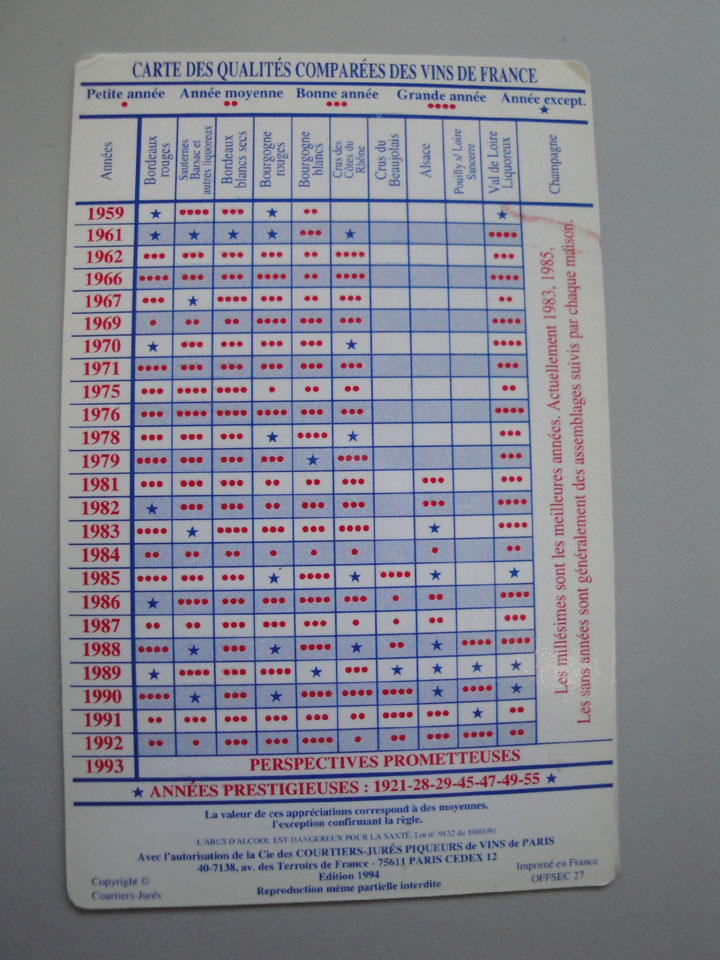 CARTE DES QUALITÉS COMPARÉES DES VINS DE FRANCE
Petite année Année moyenne Bonne année Grande année Année except.
Années
Bordeaux
rouges
Sauternes
Barsac et
autres liquoreux
Bordeaux
blancs secs
Bourgogne
rouges
Bourgogne
blancs
Crus des
Côtes du
Rhône
Crus du
Beaujolais
Alsace
Pouilly s/ Loire
Sancerre
Val de Loire
Liquoreux
Champagne
1959
1961
1962
1966
1967
1969
1970
1971
1975
1976
1978
1979
1981
1982
1983
1984
1985
1986
1987
1988
1989
1990
1991
1992
1993 PERSPECTIVES PROMETTEUSES
Les millésimes sont les meilleures années. Actuellement 1983, 1985.
Les sans années sont généralement des assemblages suivis par chaque maison.
★ ANNÉES PRESTIGIEUSES : 1921-28-29-45-47-49-55 ★
La valeur de ces appréciations correspond à des moyennes,
l'exception confirmant la règle.
L'ABUS D'ALCOOL EST DANGEREUX POUR LA SANTÉ. Loi n° 9132 du 10/01/91
Avec l'autorisation de la Cie des COURTIERS-JURÉS PIQUEURS de VINS de PARIS
40-7138, av. des Terroirs de France - 75611 PARIS CEDEX 12
Edition 1994
Reproduction même partielle interdite
Copyright ©
Courtiers-Jurés
Imprimé en France
OFFSEC 27